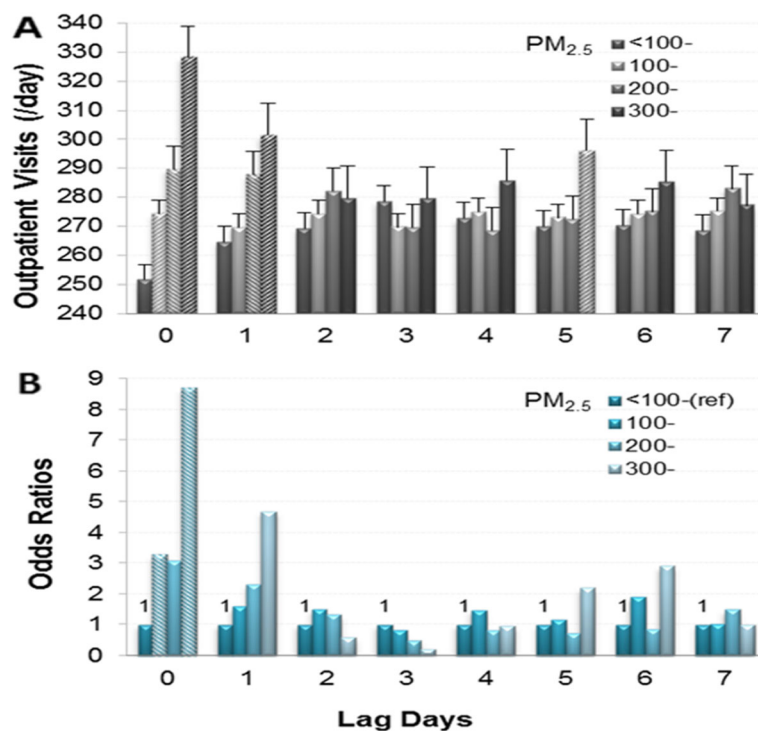 A
Outpatient Visits (/day)
340
330
320
310
300
290
280
270
260
250
240
PM2.5
<100-
100-
200-
300-
0 1 2 3 4 5 6 7
B
Odds Ratios
9
8
7
6
5
4
3
2
1
0
PM2.5
<100-(ref)
100-
200-
300-
1 1 1 1 1 1 1 1
0 1 2 3 4 5 6 7
Lag Days